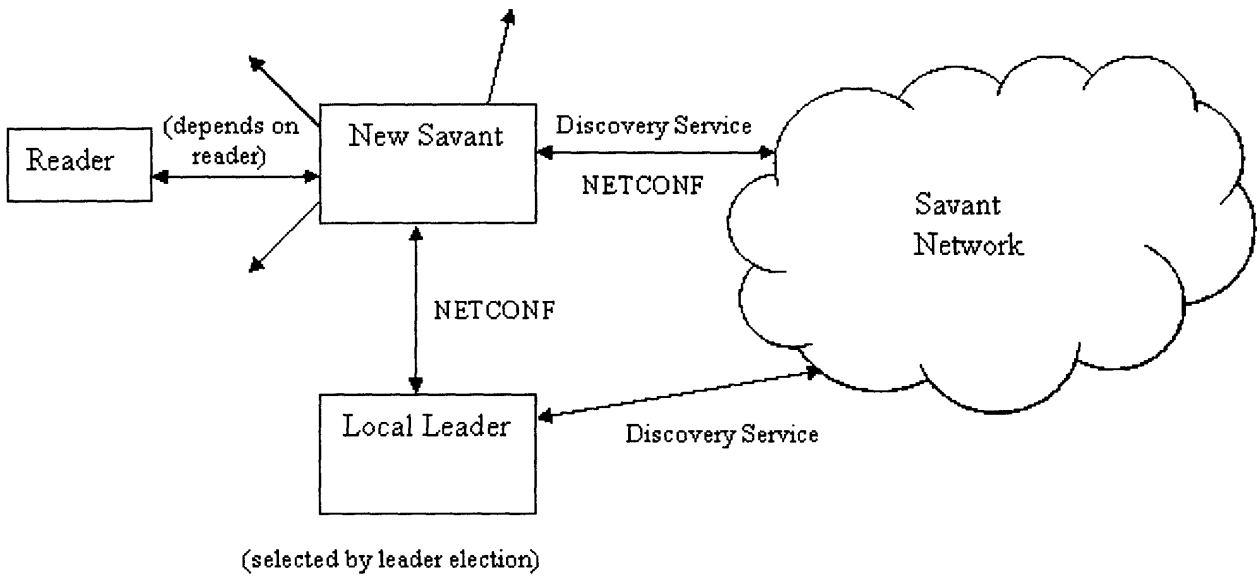 (depends on
reader)
Reader
New Savant
Discovery Service
NETCONF
Savant
Network
NETCONF
Local Leader
Discovery Service
(selected by leader election)